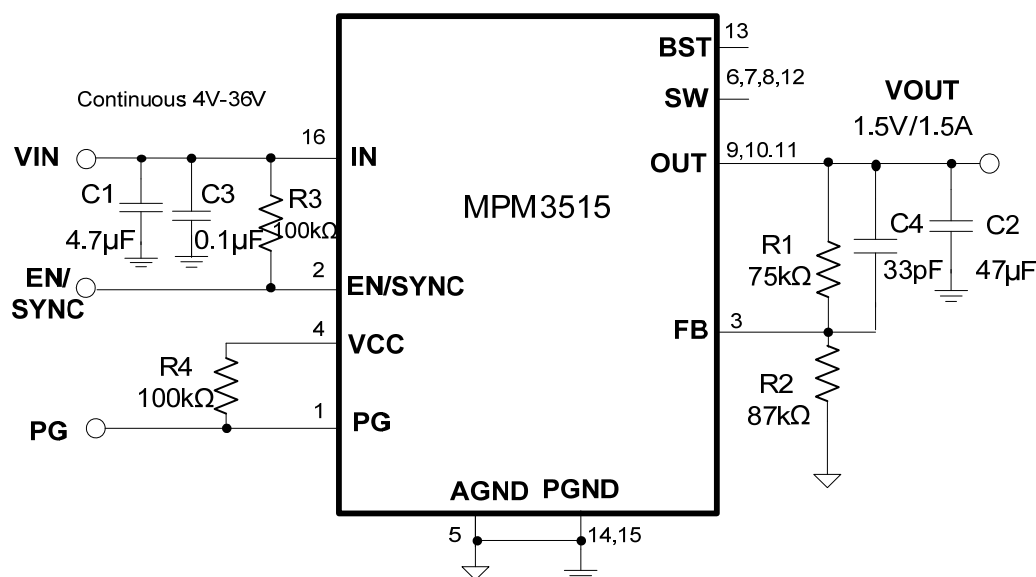 13
BST
6,7,8,12
SW
Continuous 4V-36V
VOUT
1.5V/1.5A
16
9,10.11
VIN
IN
OUT
C1
C3
R3
MPM3515
4.7µF
0.1µF
100kΩ
R1
75kΩ
C4
33pF
C2
47µF
EN/
SYNC
2
EN/SYNC
4
VCC
FB
3
R4
100kΩ
R2
87kΩ
1
PG
PG
AGND
PGND
5
14,15